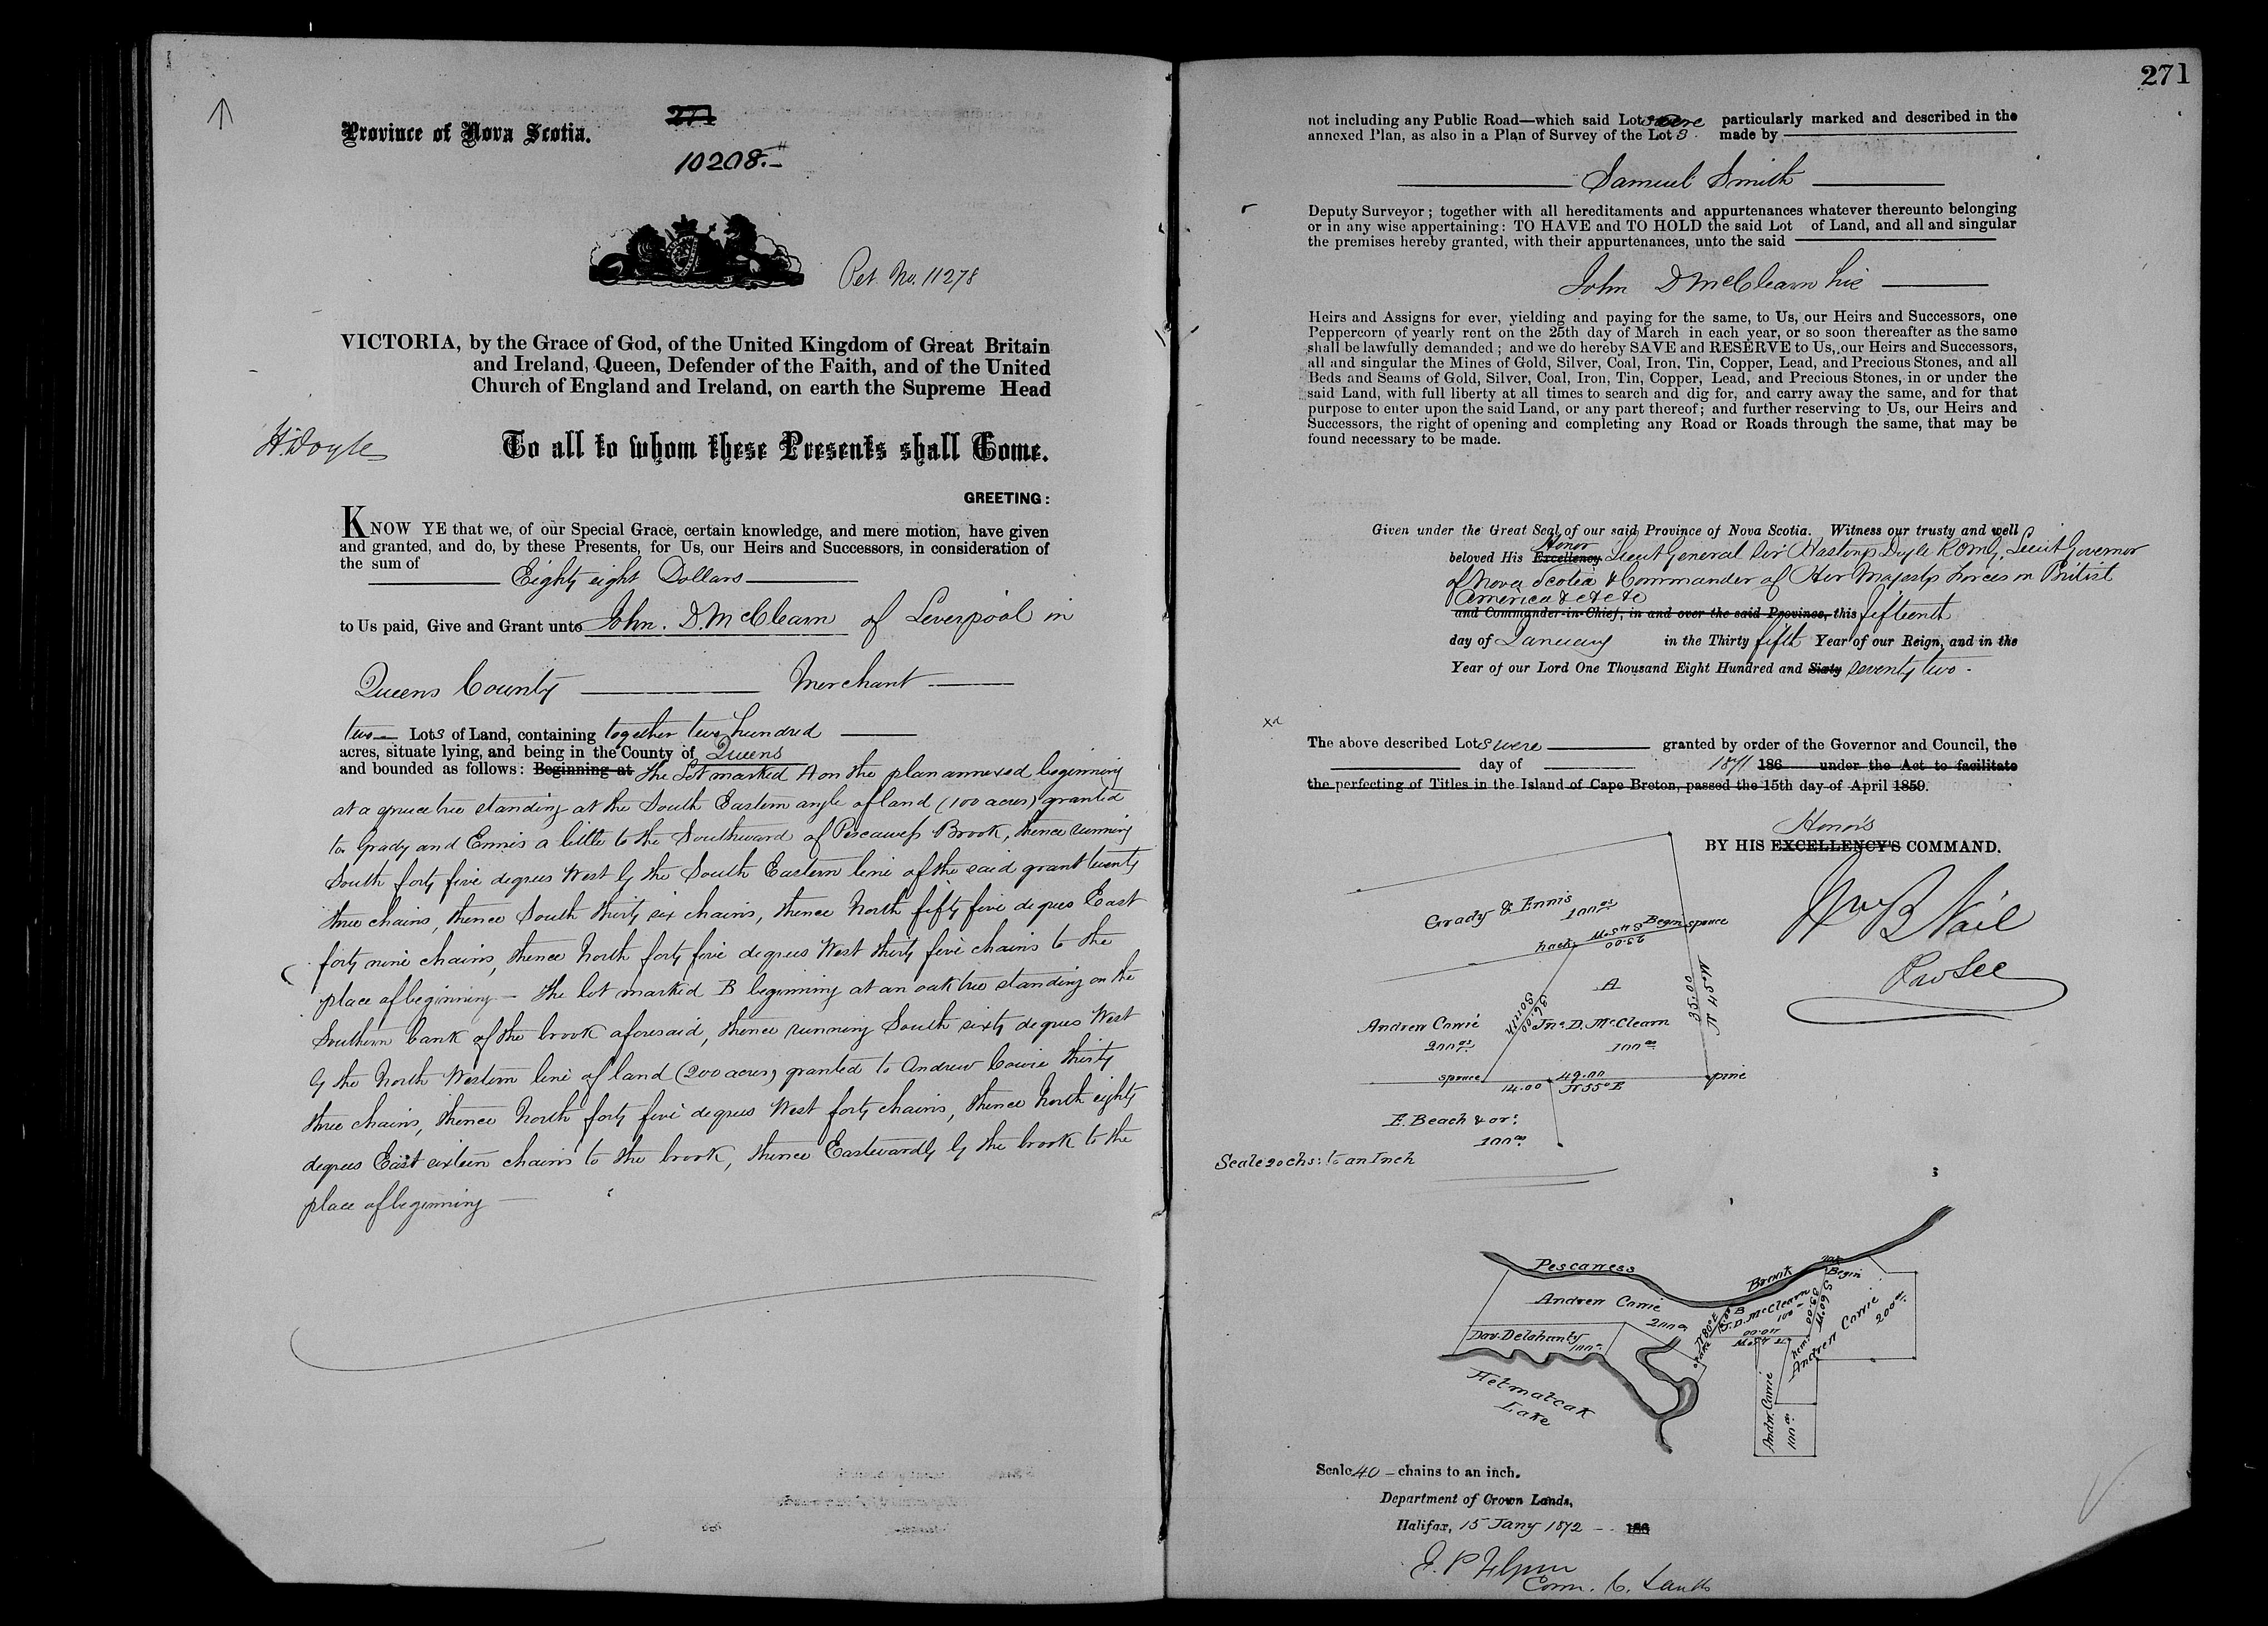 271
Province of Nova Scotia.
10208.
Pet. No. 11278
VICTORIA, by the Grace of God, of the United Kingdom of Great Britain
and Ireland, Queen, Defender of the Faith, and of the United
Church of England and Ireland, on earth the Supreme Head
H. Doyle
To all to whom these Presents shall Come.
GREETING:
KNOW YE that we, of our Special Grace, certain knowledge, and mere motion, have given
and granted, and do, by these Presents, for Us, our Heirs and Successors, in consideration of
the sum of
Eighty eight Dollars
to Us paid, Give and Grant unto John. D. McClearn of Liverpool in
Queens County Merchant
two Lots of Land, containing together two hundred
acres, situate lying, and being in the County of Queens
and bounded as follows: Beginning at the Lot marked A on the plan annexed beginning
at a spruce tree standing at the South Eastern angle of land (100 acres) granted
to Grady and Ennis a little to the Southward of Pescawess Brook, thence running
South forty five degrees West by the South Eastern line of the said grant twenty
three chains, thence South thirty six chains, thence North fifty five degrees East
forty nine chains, thence North forty five degrees West thirty five chains to the
place of beginning — the lot marked B beginning at an oak tree standing on the
Southern bank of the brook aforesaid, thence running South sixty degrees West
by the North Western line of land (200 acres) granted to Andrew Cowie thirty
three chains, thence North forty five degrees West forty chains, thence North eighty
degrees East sixteen chains to the brook, thence Eastwardly by the brook to the
place of beginning —
271
not including any Public Road—which said Lots were particularly marked and described in the
annexed Plan, as also in a Plan of Survey of the Lots. made by
Samuel Smith
Deputy Surveyor; together with all hereditaments and appurtenances whatever thereunto belonging
or in any wise appertaining: TO HAVE and TO HOLD the said Lot of Land, and all and singular
the premises hereby granted, with their appurtenances, unto the said
John D McClearn his
Heirs and Assigns for ever, yielding and paying for the same, to Us, our Heirs and Successors, one
Peppercorn of yearly rent on the 25th day of March in each year, or so soon thereafter as the same
shall be lawfully demanded; and we do hereby SAVE and RESERVE to Us, our Heirs and Successors,
all and singular the Mines of Gold, Silver, Coal, Iron, Tin, Copper, Lead, and Precious Stones, and all
Beds and Seams of Gold, Silver, Coal, Iron, Tin, Copper, Lead, and Precious Stones, in or under the
said Land, with full liberty at all times to search and dig for, and carry away the same, and for that
purpose to enter upon the said Land, or any part thereof; and further reserving to Us, our Heirs and
Successors, the right of opening and completing any Road or Roads through the same, that may be
found necessary to be made.
Given under the Great Seal of our said Province of Nova Scotia. Witness our trusty and well
Honor
beloved His Excellency Lieut General Sir Hastings Doyle KCMG, Lieut Governor
of Nova Scotia & Commander of Her Majestys Forces in British
America &c &c &c
and Commander-in-Chief, in and over the said Province, this fifteenth
day of January in the Thirty fifth Year of our Reign, and in the
Year of our Lord One Thousand Eight Hundred and Sixty seventy two.
The above described Lots were granted by order of the Governor and Council, the
day of 1871 186 under the Act to facilitate
the perfecting of Titles in the Island of Cape Breton, passed the 15th day of April 1859.
Honor's
BY HIS EXCELLENCY'S COMMAND.
Wm B Vail
Pro Sec
Grady & Ennis
100 as
Begin spruce
S 45° W
23.00
A
South
36.00
N 45° W
35.00
Andrew Cowie
200 as
Jno. D. McClearn
100 as
spruce
14.00
49.00
N 55° E
pine
E. Beach & ors
100 as
Scale 20 chs: to an Inch
Pescawess
Brook
oak
Begin
Andrew Cowie
200 a
B
J. D. McClearn
100
S 60° W
33.00
N 80° E
N 45° W
40.00
hem.
Andrew Cowie
200 as
Dav. Delahanty
100 a
Andw. Cowie
100 as
Lake
Scale 40 — chains to an inch.
Department of Crown Lands,
Halifax, 15 Jany 1872 — 186
Com. C. Lands